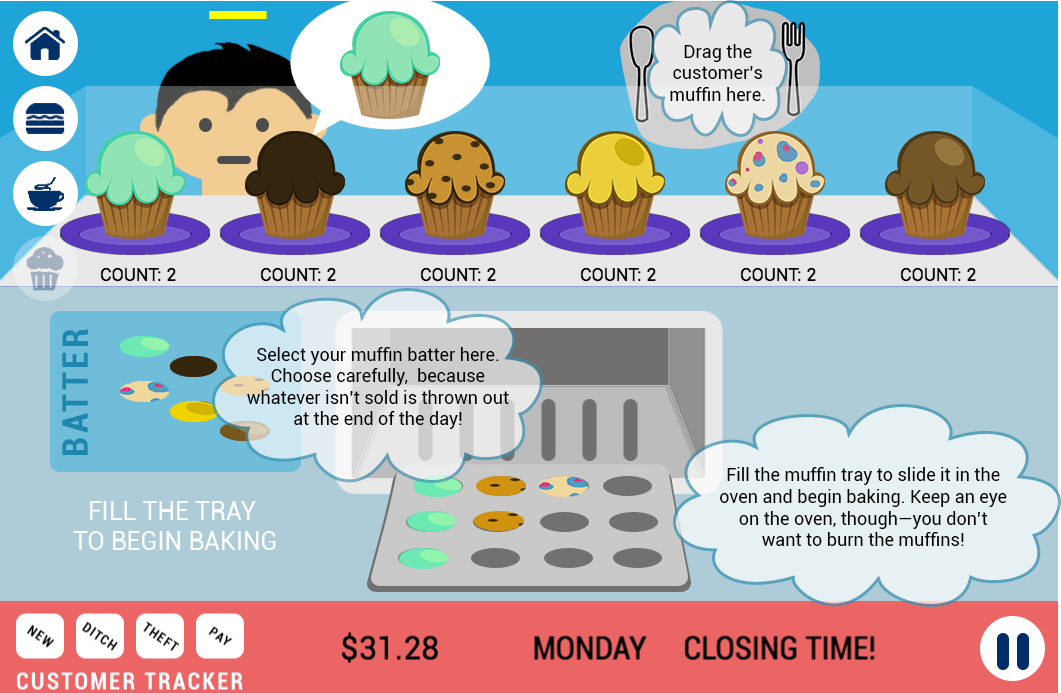 Drag the
customer's
muffin here.
COUNT: 2
COUNT: 2
COUNT: 2
COUNT: 2
COUNT: 2
COUNT: 2
BATTER
Select your muffin batter here.
Choose carefully, because
whatever isn't sold is thrown out
at the end of the day!
Fill the muffin tray to slide it in the
oven and begin baking. Keep an eye
on the oven, though—you don't
want to burn the muffins!
FILL THE TRAY
TO BEGIN BAKING
NEW
DITCH
THEFT
PAY
CUSTOMER TRACKER
$31.28
MONDAY
CLOSING TIME!